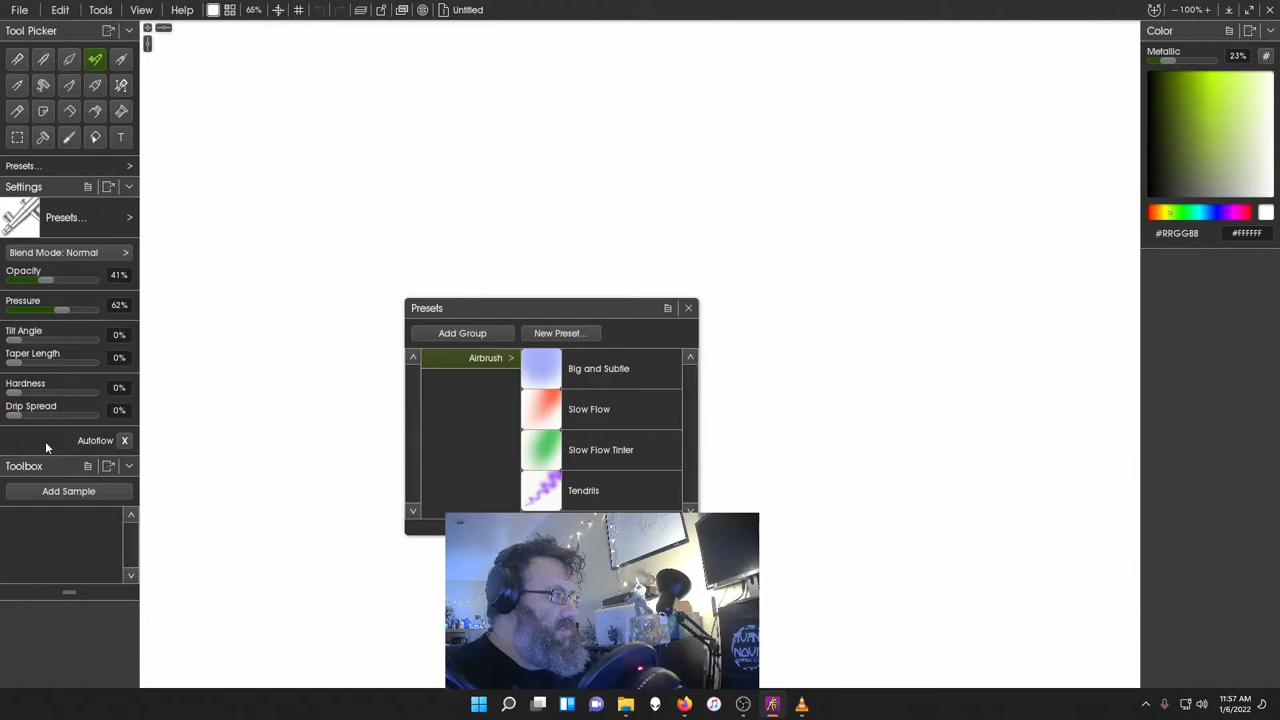 File Edit Tools View Help 65% Untitled 100%
Tool Picker
Presets...
Settings
Presets...
Blend Mode: Normal
Opacity 41%
Pressure 62%
Tilt Angle 0%
Taper Length 0%
Hardness 0%
Drip Spread 0%
Autoflow X
Toolbox
Add Sample
Presets
Add Group New Preset...
Airbrush
Big and Subtle
Slow Flow
Slow Flow Tinter
Tendrils
Color
Metallic 23% #
#RRGGBB #FFFFFF
11:57 AM
1/6/2022